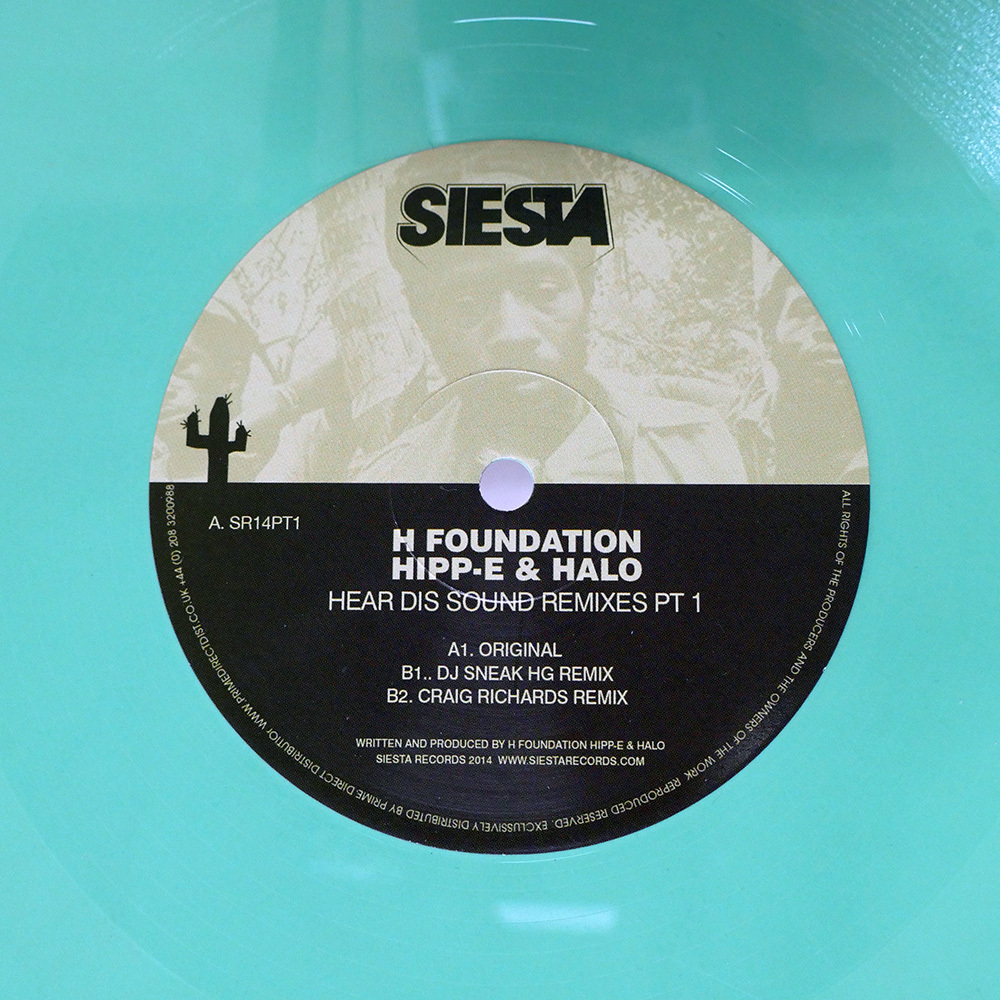 SIESTA
A. SR14PT1
H FOUNDATION
HIPP-E & HALO
HEAR DIS SOUND REMIXES PT 1
A1. ORIGINAL
B1.. DJ SNEAK HG REMIX
B2. CRAIG RICHARDS REMIX
WRITTEN AND PRODUCED BY H FOUNDATION HIPP-E & HALO
SIESTA RECORDS 2014 WWW.SIESTARECORDS.COM
ALL RIGHTS OF THE PRODUCERS AND THE OWNERS OF THE WORK REPRODUCED RESERVED. EXCLUSSIVELY DISTRIBUTED BY PRIME DIRECT DISTRIBUTIO/ WWW.PRIMEDIRECTDIST.CO.UK +44 (0) 208 3200988